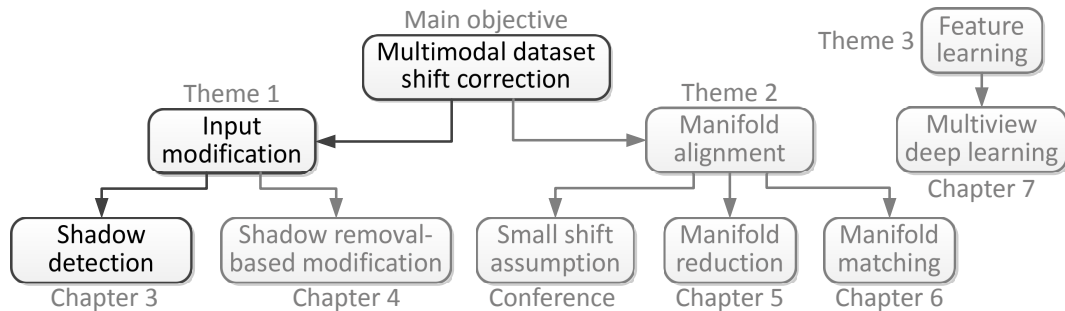 Main objective
Multimodal dataset
shift correction
Theme 1
Input
modification
Shadow
detection
Chapter 3
Shadow removal-
based modification
Chapter 4
Theme 2
Manifold
alignment
Small shift
assumption
Conference
Manifold
reduction
Chapter 5
Manifold
matching
Chapter 6
Theme 3
Feature
learning
Multiview
deep learning
Chapter 7